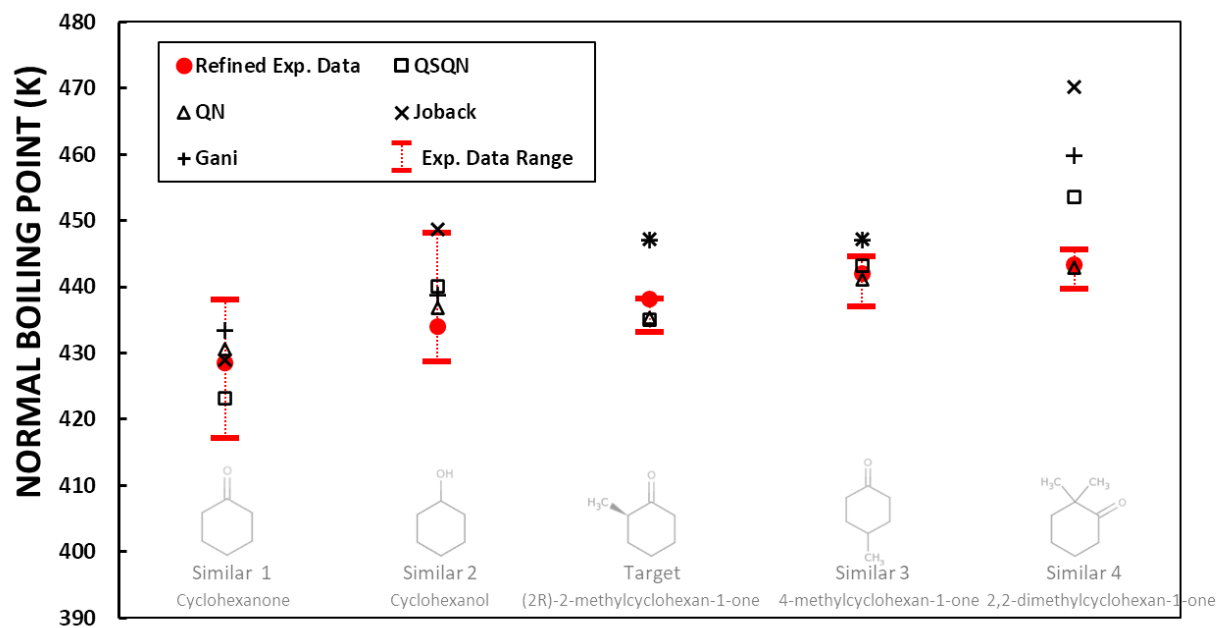 480
470
460
450
440
430
420
410
400
390
NORMAL BOILING POINT (K)
Refined Exp. Data QSQN
QN Joback
Gani Exp. Data Range
O
OH
H₃C
O
O
CH₃
H₃C CH₃
O
Similar 1
Cyclohexanone
Similar 2
Cyclohexanol
Target
(2R)-2-methylcyclohexan-1-one
Similar 3
4-methylcyclohexan-1-one
Similar 4
2,2-dimethylcyclohexan-1-one